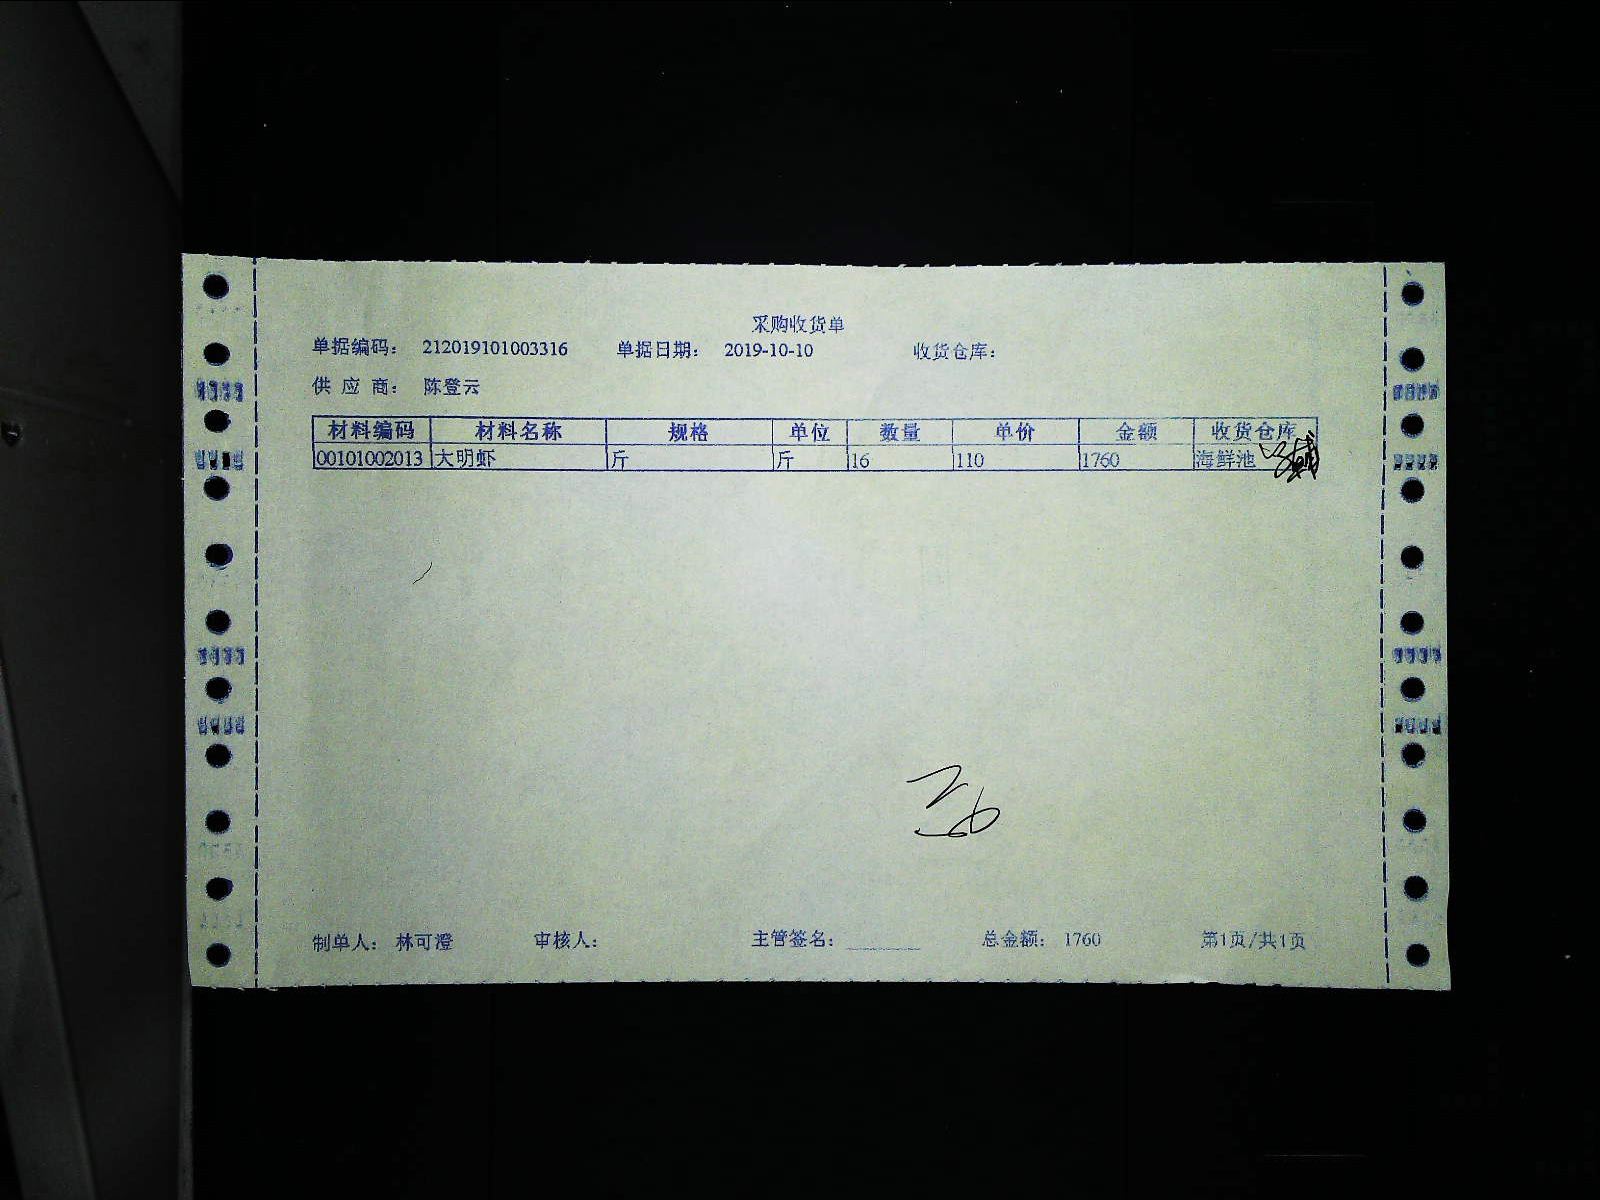 采购收货单
单据编码： 212019101003316 单据日期： 2019-10-10 收货仓库：
供 应 商： 陈登云
材料编码 材料名称 规格 单位 数量 单价 金额 收货仓库
00101002013 大明虾 斤 斤 16 110 1760 海鲜池
制单人： 林可澄 审核人： 主管签名： 总金额： 1760 第1页/共1页